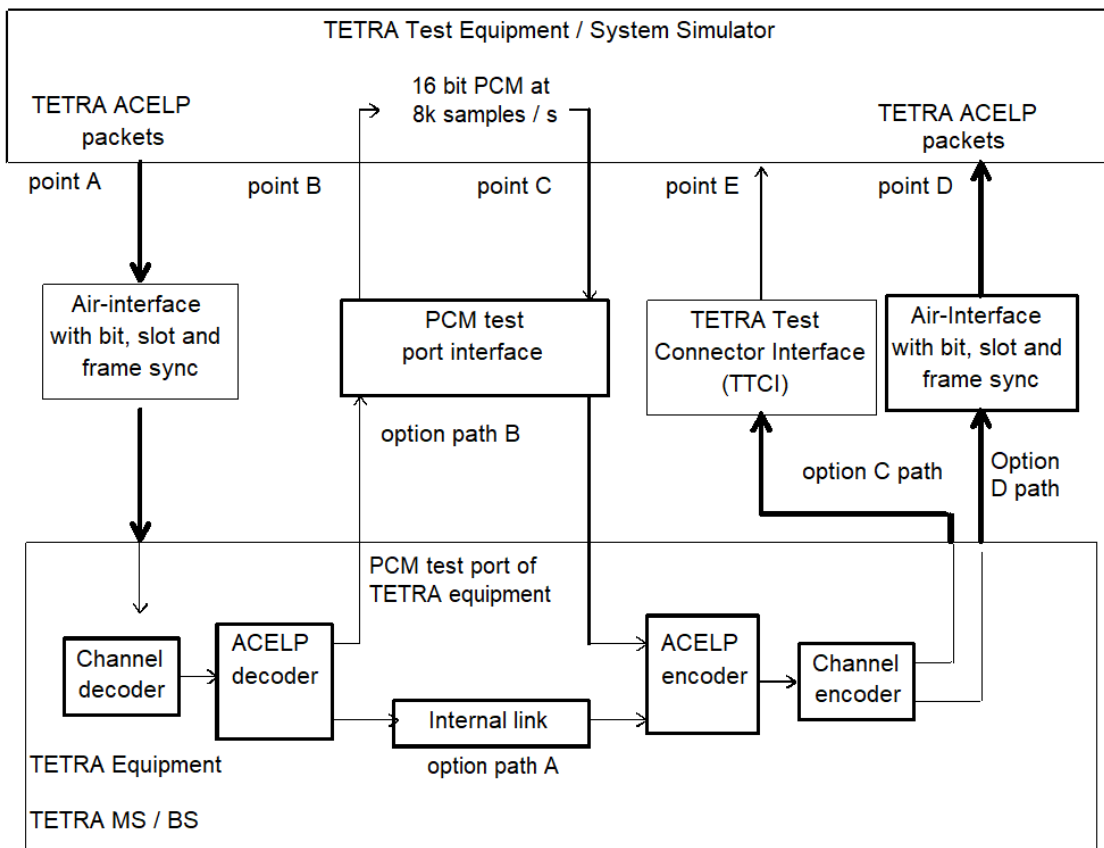 TETRA Test Equipment / System Simulator
TETRA ACELP
packets
16 bit PCM at
8k samples / s
TETRA ACELP
packets
point A
point B
point C
point E
point D
Air-interface
with bit, slot and
frame sync
PCM test
port interface
TETRA Test
Connector Interface
(TTCI)
Air-Interface
with bit, slot and
frame sync
option path B
option C path
Option
D path
PCM test port of
TETRA equipment
Channel
decoder
ACELP
decoder
Internal link
option path A
ACELP
encoder
Channel
encoder
TETRA Equipment
TETRA MS / BS